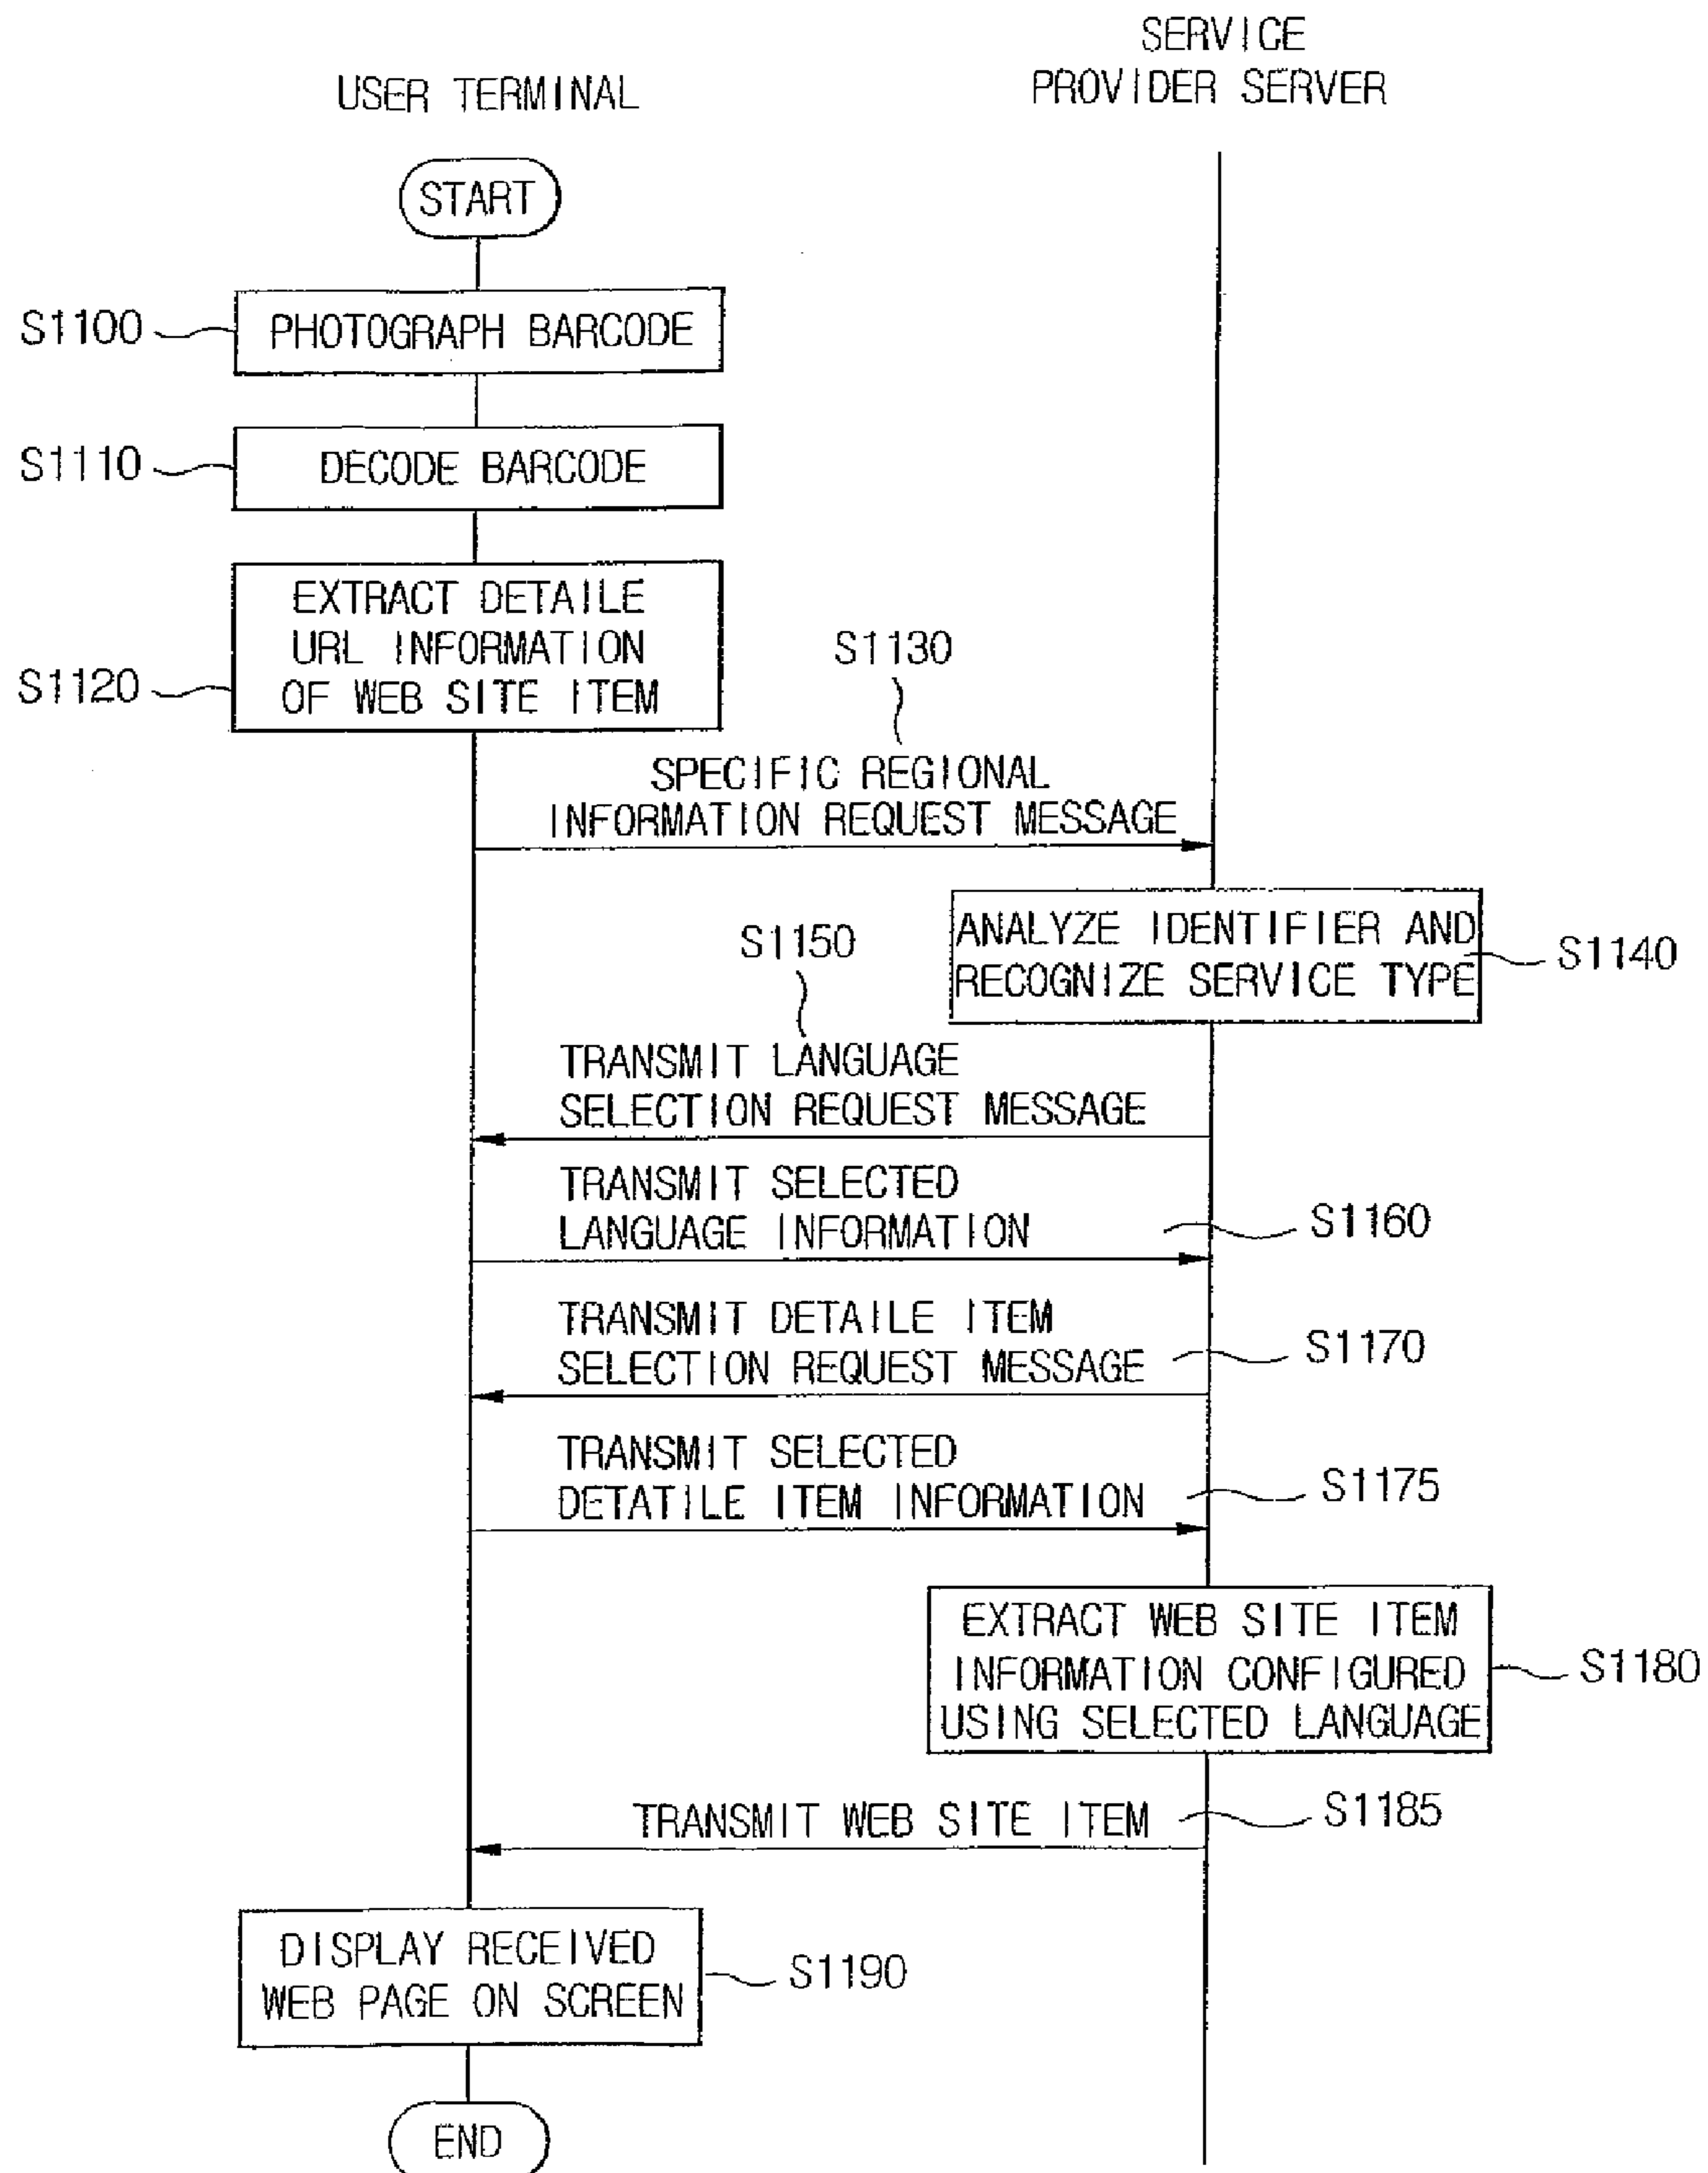 SERVICE
PROVIDER SERVER
USER TERMINAL
START
S1100
PHOTOGRAPH BARCODE
S1110
DECODE BARCODE
S1120
EXTRACT DETAILE
URL INFORMATION
OF WEB SITE ITEM
S1130
SPECIFIC REGIONAL
INFORMATION REQUEST MESSAGE
ANALYZE IDENTIFIER AND
RECOGNIZE SERVICE TYPE
S1140
S1150
TRANSMIT LANGUAGE
SELECTION REQUEST MESSAGE
TRANSMIT SELECTED
LANGUAGE INFORMATION
S1160
TRANSMIT DETAILE ITEM
SELECTION REQUEST MESSAGE
S1170
TRANSMIT SELECTED
DETATILE ITEM INFORMATION
S1175
EXTRACT WEB SITE ITEM
INFORMATION CONFIGURED
USING SELECTED LANGUAGE
S1180
TRANSMIT WEB SITE ITEM
S1185
DISPLAY RECEIVED
WEB PAGE ON SCREEN
S1190
END